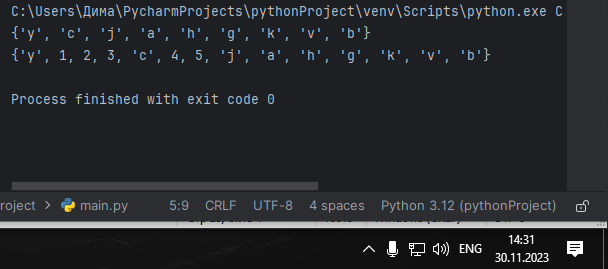 C:\Users\Дима\PycharmProjects\pythonProject\venv\Scripts\python.exe C
{'y', 'c', 'j', 'a', 'h', 'g', 'k', 'v', 'b'}
{'y', 1, 2, 3, 'c', 4, 5, 'j', 'a', 'h', 'g', 'k', 'v', 'b'}
Process finished with exit code 0
roject > main.py 5:9 CRLF UTF-8 4 spaces Python 3.12 (pythonProject)
ENG 14:31
30.11.2023